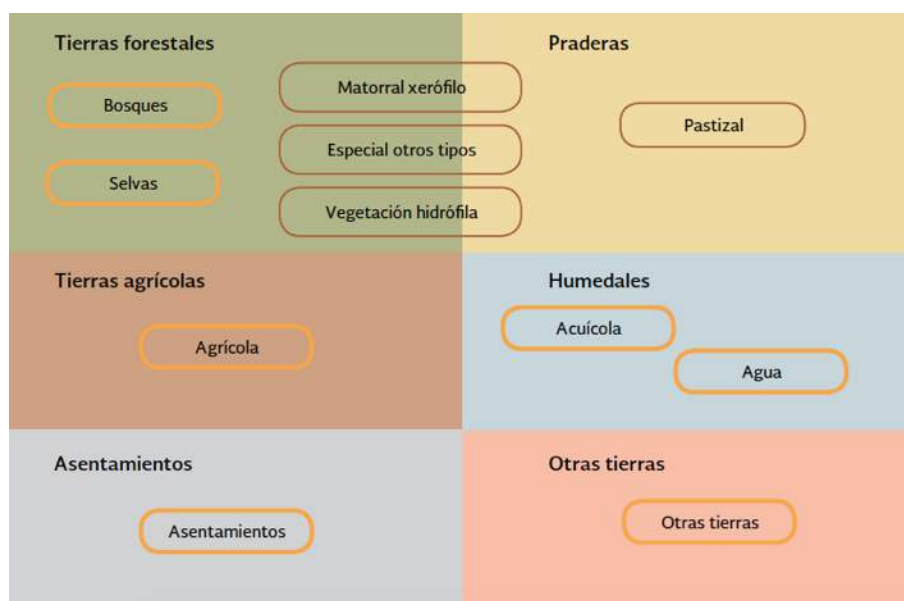 Tierras forestales
Bosques
Selvas
Matorral xerófilo
Especial otros tipos
Vegetación hidrófila
Praderas
Pastizal
Tierras agrícolas
Agrícola
Humedales
Acuícola
Agua
Asentamientos
Asentamientos
Otras tierras
Otras tierras